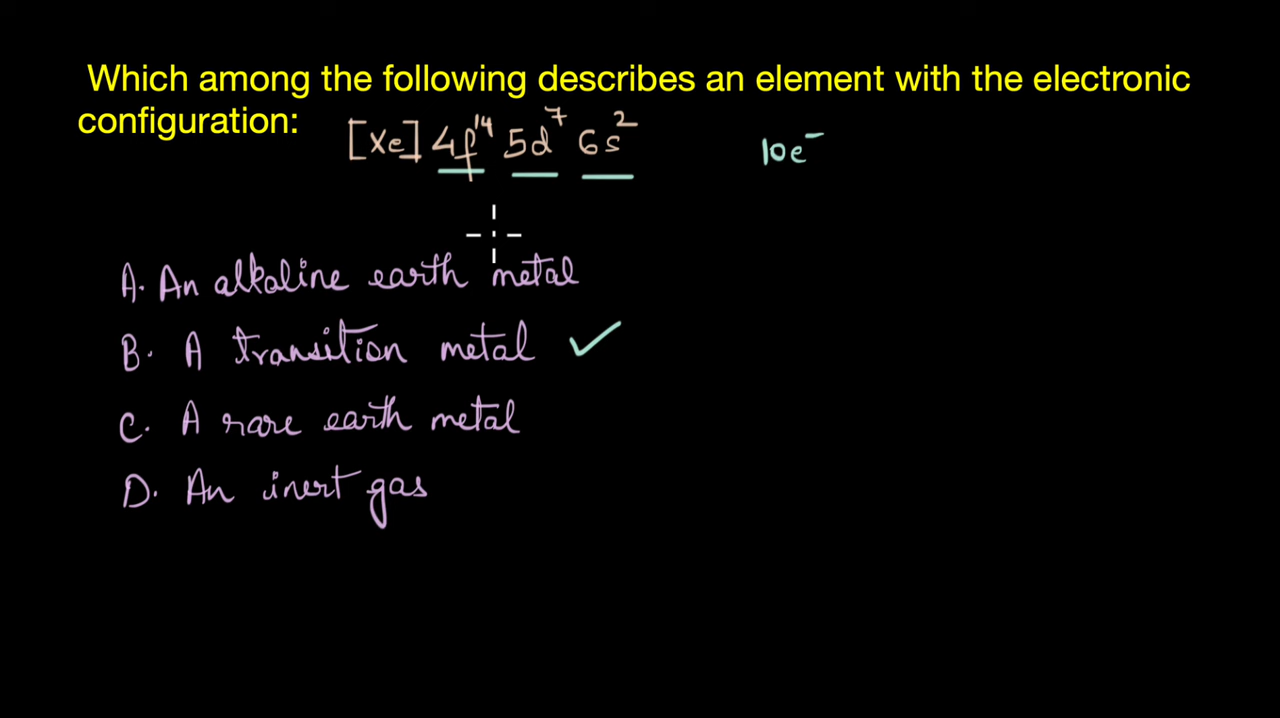 Which among the following describes an element with the electronic
configuration: [Xe] 4f¹⁴ 5d⁷ 6s² 10e⁻
A. An alkaline earth metal
B. A transition metal ✓
C. A rare earth metal
D. An inert gas